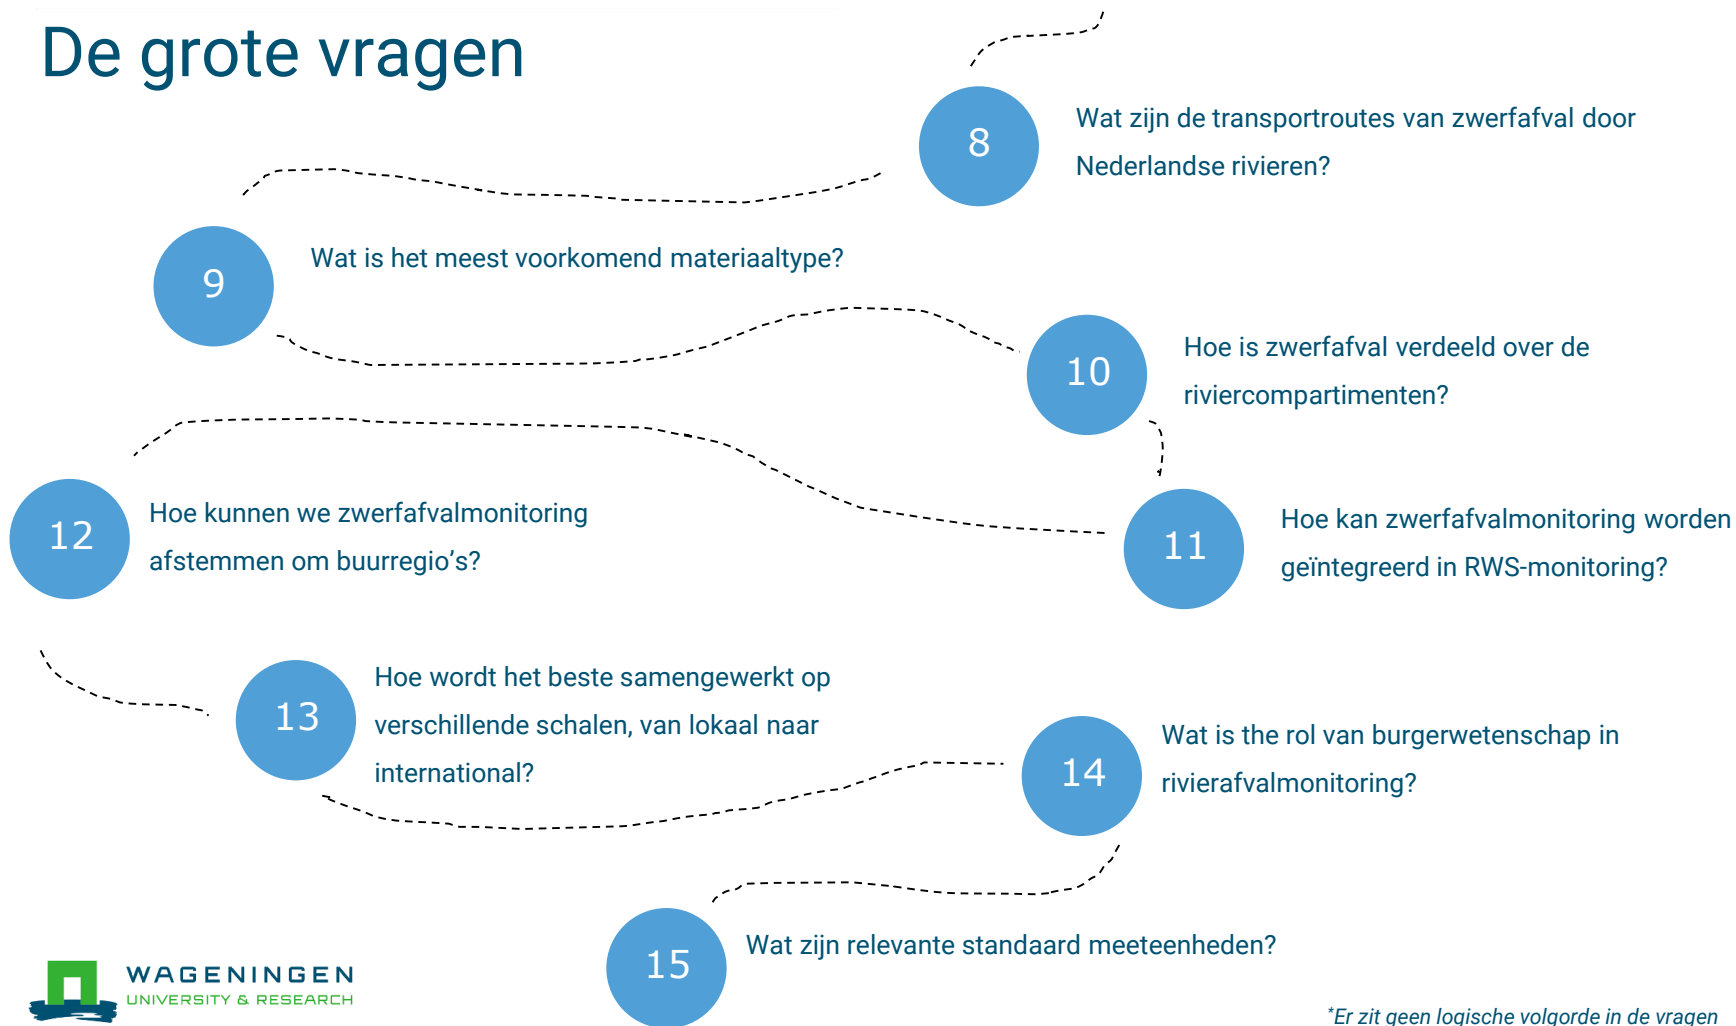 De grote vragen
8
Wat zijn de transportroutes van zwerfafval door
Nederlandse rivieren?
9
Wat is het meest voorkomend materiaaltype?
10
Hoe is zwerfafval verdeeld over de
riviercompartimenten?
11
Hoe kan zwerfafvalmonitoring worden
geïntegreerd in RWS-monitoring?
12
Hoe kunnen we zwerfafvalmonitoring
afstemmen om buurregio’s?
13
Hoe wordt het beste samengewerkt op
verschillende schalen, van lokaal naar
international?
14
Wat is the rol van burgerwetenschap in
rivierafvalmonitoring?
15
Wat zijn relevante standaard meeteenheden?
WAGENINGEN
UNIVERSITY & RESEARCH
*Er zit geen logische volgorde in de vragen